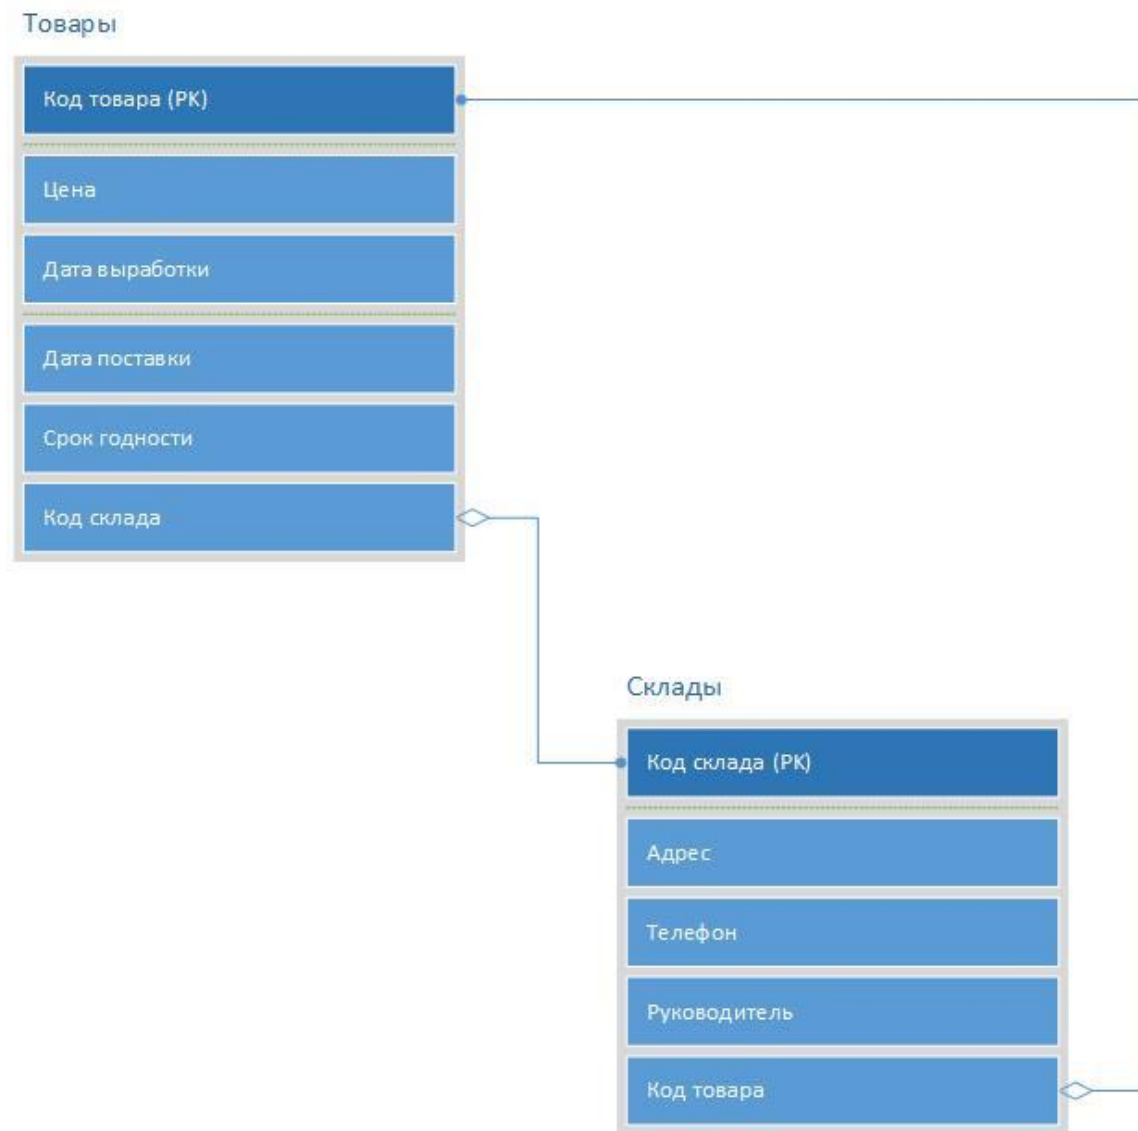 Товары
Код товара (PK)
Цена
Дата выработки
Дата поставки
Срок годности
Код склада
Склады
Код склада (PK)
Адрес
Телефон
Руководитель
Код товара